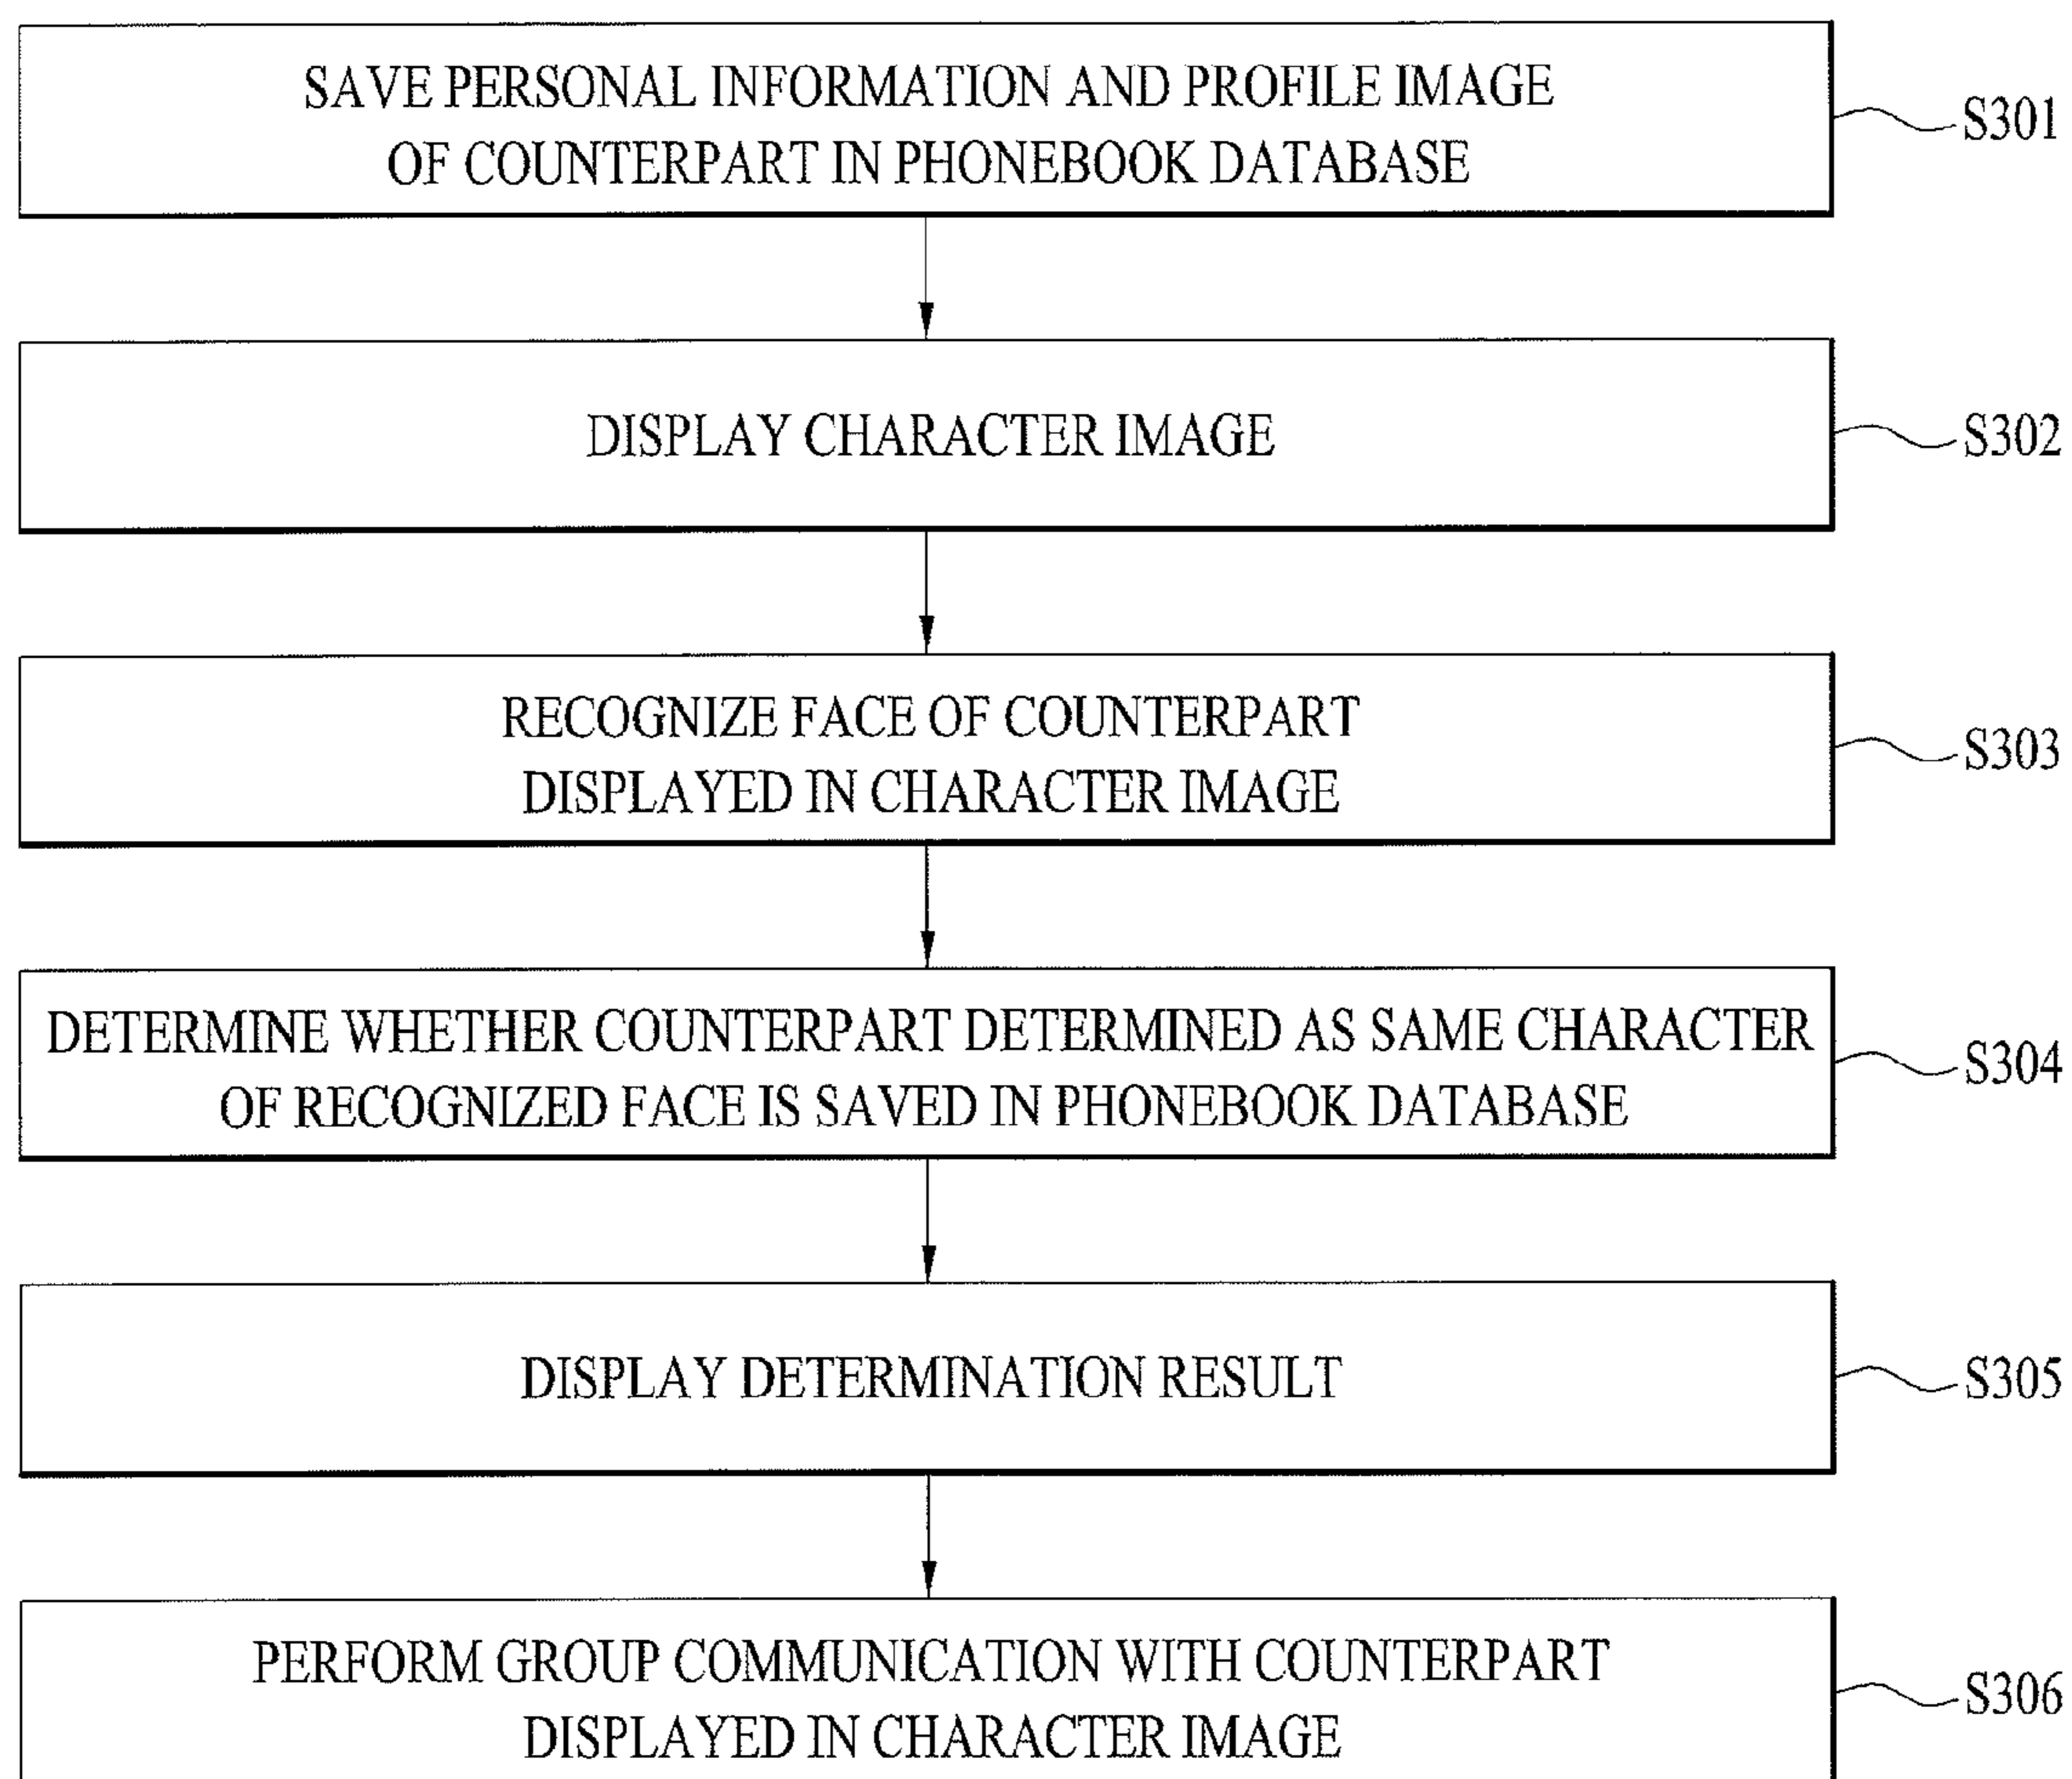 SAVE PERSONAL INFORMATION AND PROFILE IMAGE
OF COUNTERPART IN PHONEBOOK DATABASE
S301
DISPLAY CHARACTER IMAGE
S302
RECOGNIZE FACE OF COUNTERPART
DISPLAYED IN CHARACTER IMAGE
S303
DETERMINE WHETHER COUNTERPART DETERMINED AS SAME CHARACTER
OF RECOGNIZED FACE IS SAVED IN PHONEBOOK DATABASE
S304
DISPLAY DETERMINATION RESULT
S305
PERFORM GROUP COMMUNICATION WITH COUNTERPART
DISPLAYED IN CHARACTER IMAGE
S306